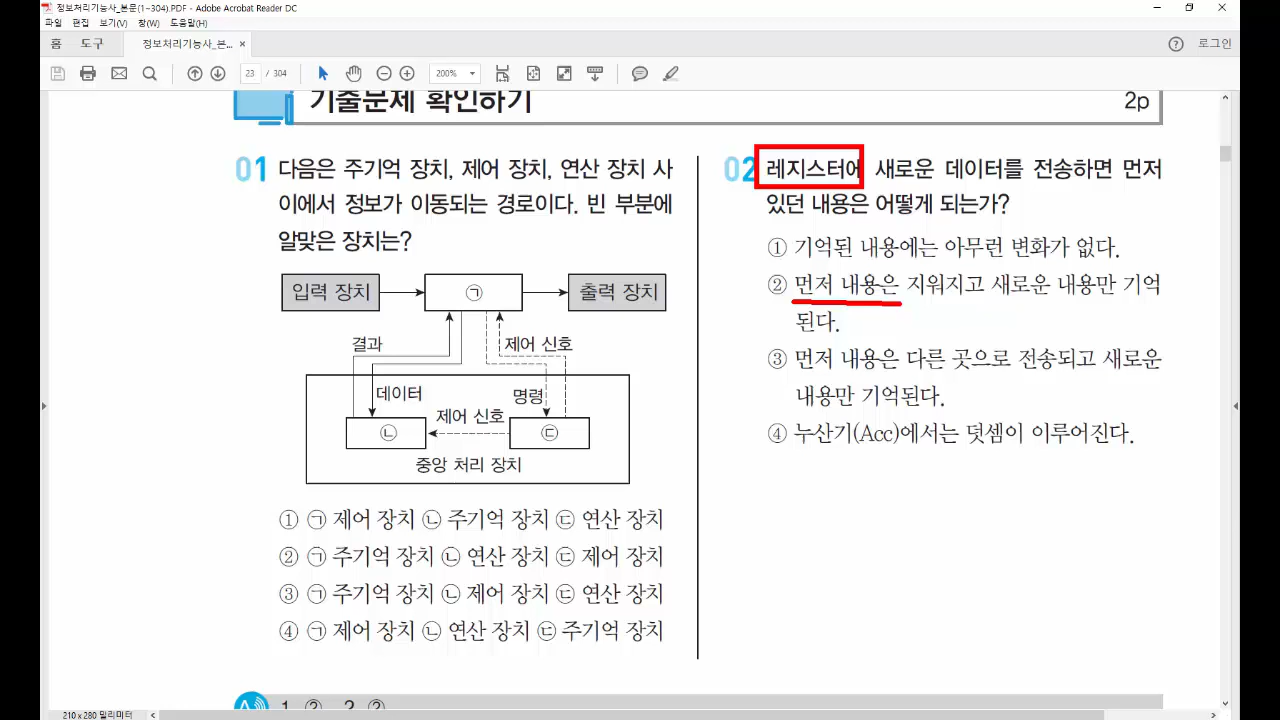 정보처리기능사_본문(1~304).PDF - Adobe Acrobat Reader DC
파일 편집 보기(V) 창(W) 도움말(H)
홈 도구 정보처리기능사_본... × 로그인
23 / 304 200%
기출문제 확인하기 2p
01 다음은 주기억 장치, 제어 장치, 연산 장치 사
이에서 정보가 이동되는 경로이다. 빈 부분에
알맞은 장치는?
입력 장치 ㉠ 출력 장치
결과 제어 신호
데이터 명령
제어 신호
㉡ ㉢
중앙 처리 장치
① ㉠ 제어 장치 ㉡ 주기억 장치 ㉢ 연산 장치
② ㉠ 주기억 장치 ㉡ 연산 장치 ㉢ 제어 장치
③ ㉠ 주기억 장치 ㉡ 제어 장치 ㉢ 연산 장치
④ ㉠ 제어 장치 ㉡ 연산 장치 ㉢ 주기억 장치
02 레지스터에 새로운 데이터를 전송하면 먼저
있던 내용은 어떻게 되는가?
① 기억된 내용에는 아무런 변화가 없다.
② 먼저 내용은 지워지고 새로운 내용만 기억
된다.
③ 먼저 내용은 다른 곳으로 전송되고 새로운
내용만 기억된다.
④ 누산기(Acc)에서는 덧셈이 이루어진다.
A 1 ② 2 ②
210 x 280 밀리미터